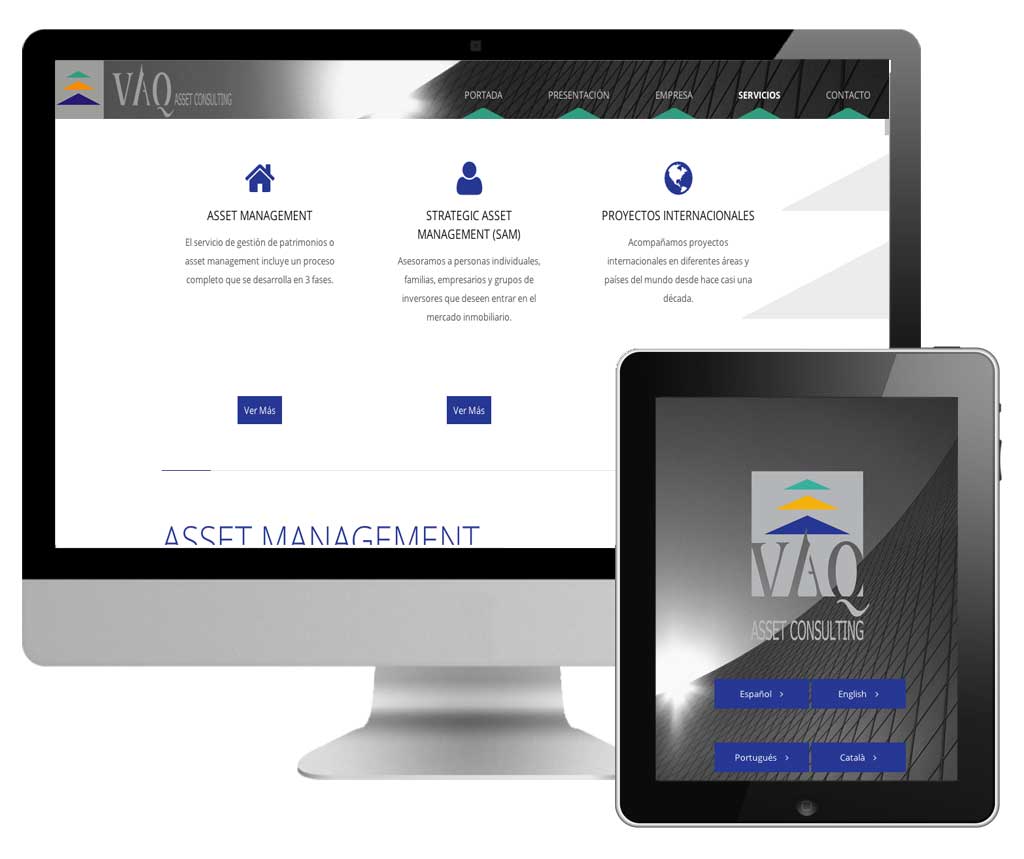 VAQ ASSET CONSULTING
PORTADA PRESENTACIÓN EMPRESA SERVICIOS CONTACTO
ASSET MANAGEMENT
El servicio de gestión de patrimonios o
asset management incluye un proceso
completo que se desarrolla en 3 fases.
Ver Más
STRATEGIC ASSET
MANAGEMENT (SAM)
Asesoramos a personas individuales,
familias, empresarios y grupos de
inversores que deseen entrar en el
mercado inmobiliario.
Ver Más
PROYECTOS INTERNACIONALES
Acompañamos proyectos
internacionales en diferentes áreas y
países del mundo desde hace casi una
década.
ASSET MANAGEMENT
VAQ
ASSET CONSULTING
Español >
English >
Portugués >
Català >